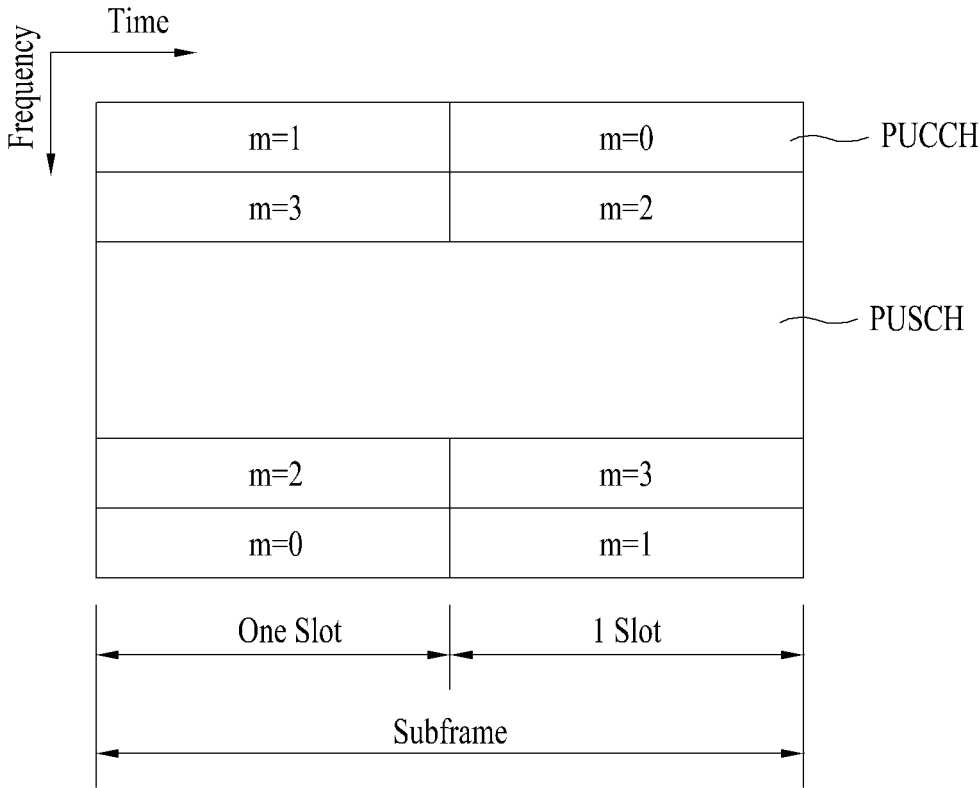 Time
Frequency
m=1
m=0
PUCCH
m=3
m=2
PUSCH
m=2
m=3
m=0
m=1
One Slot
1 Slot
Subframe